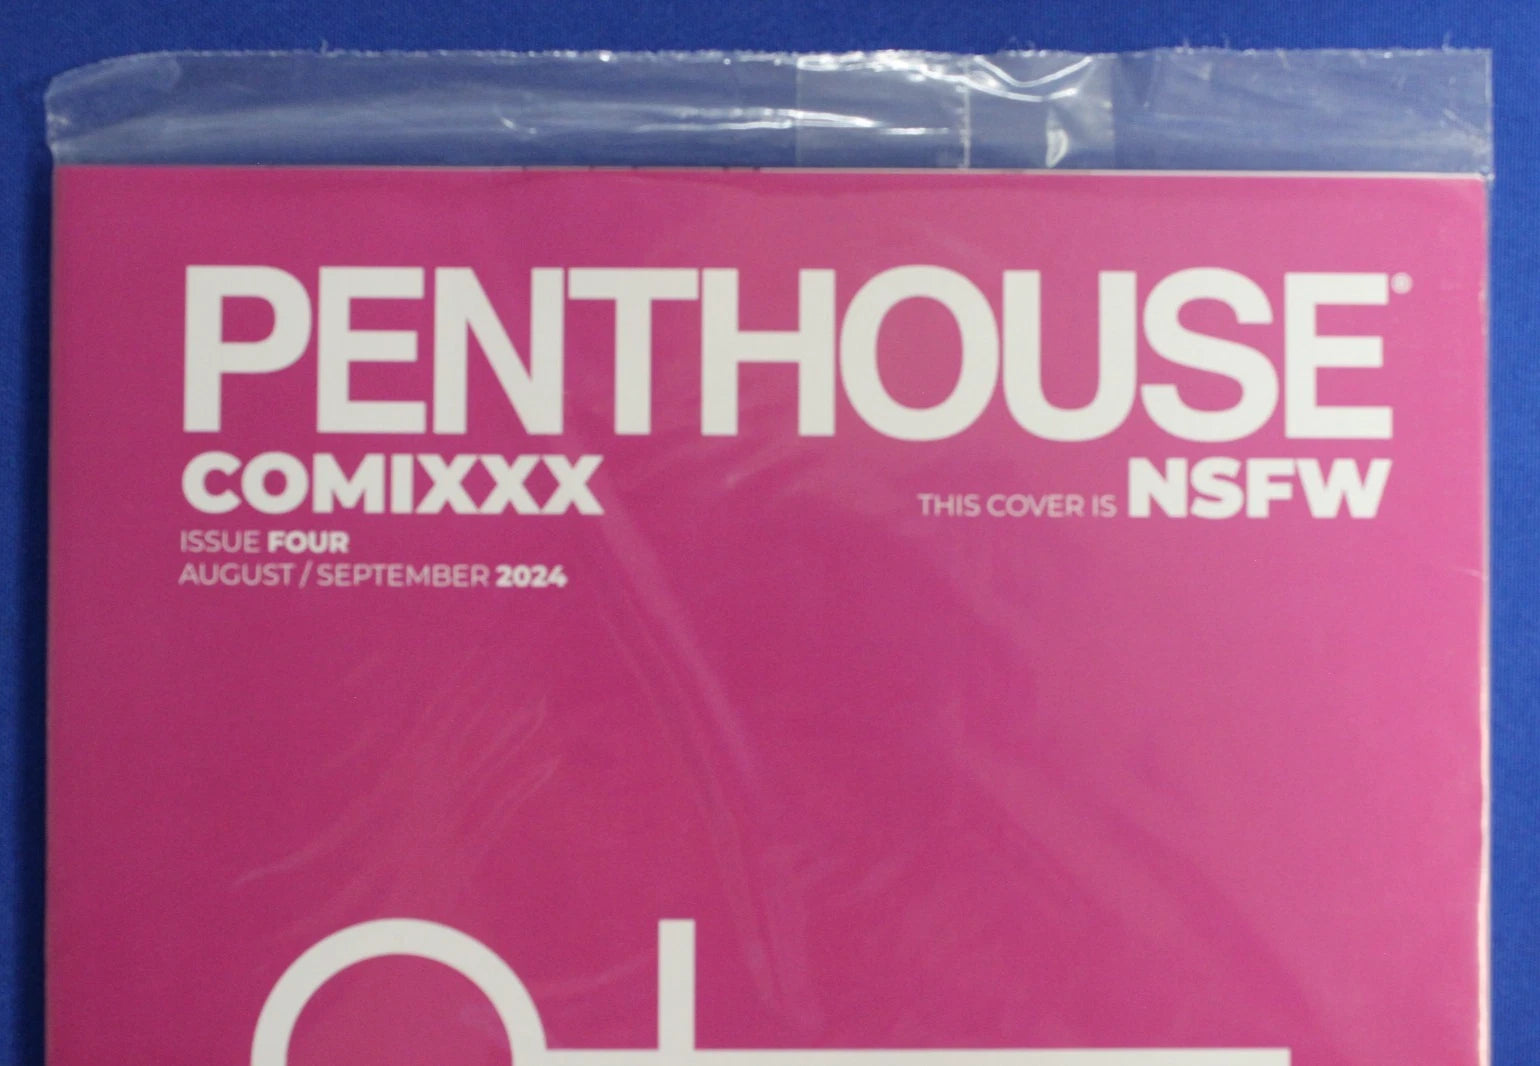 PENTHOUSE®
COMIXXX
THIS COVER IS NSFW
ISSUE FOUR
AUGUST / SEPTEMBER 2024